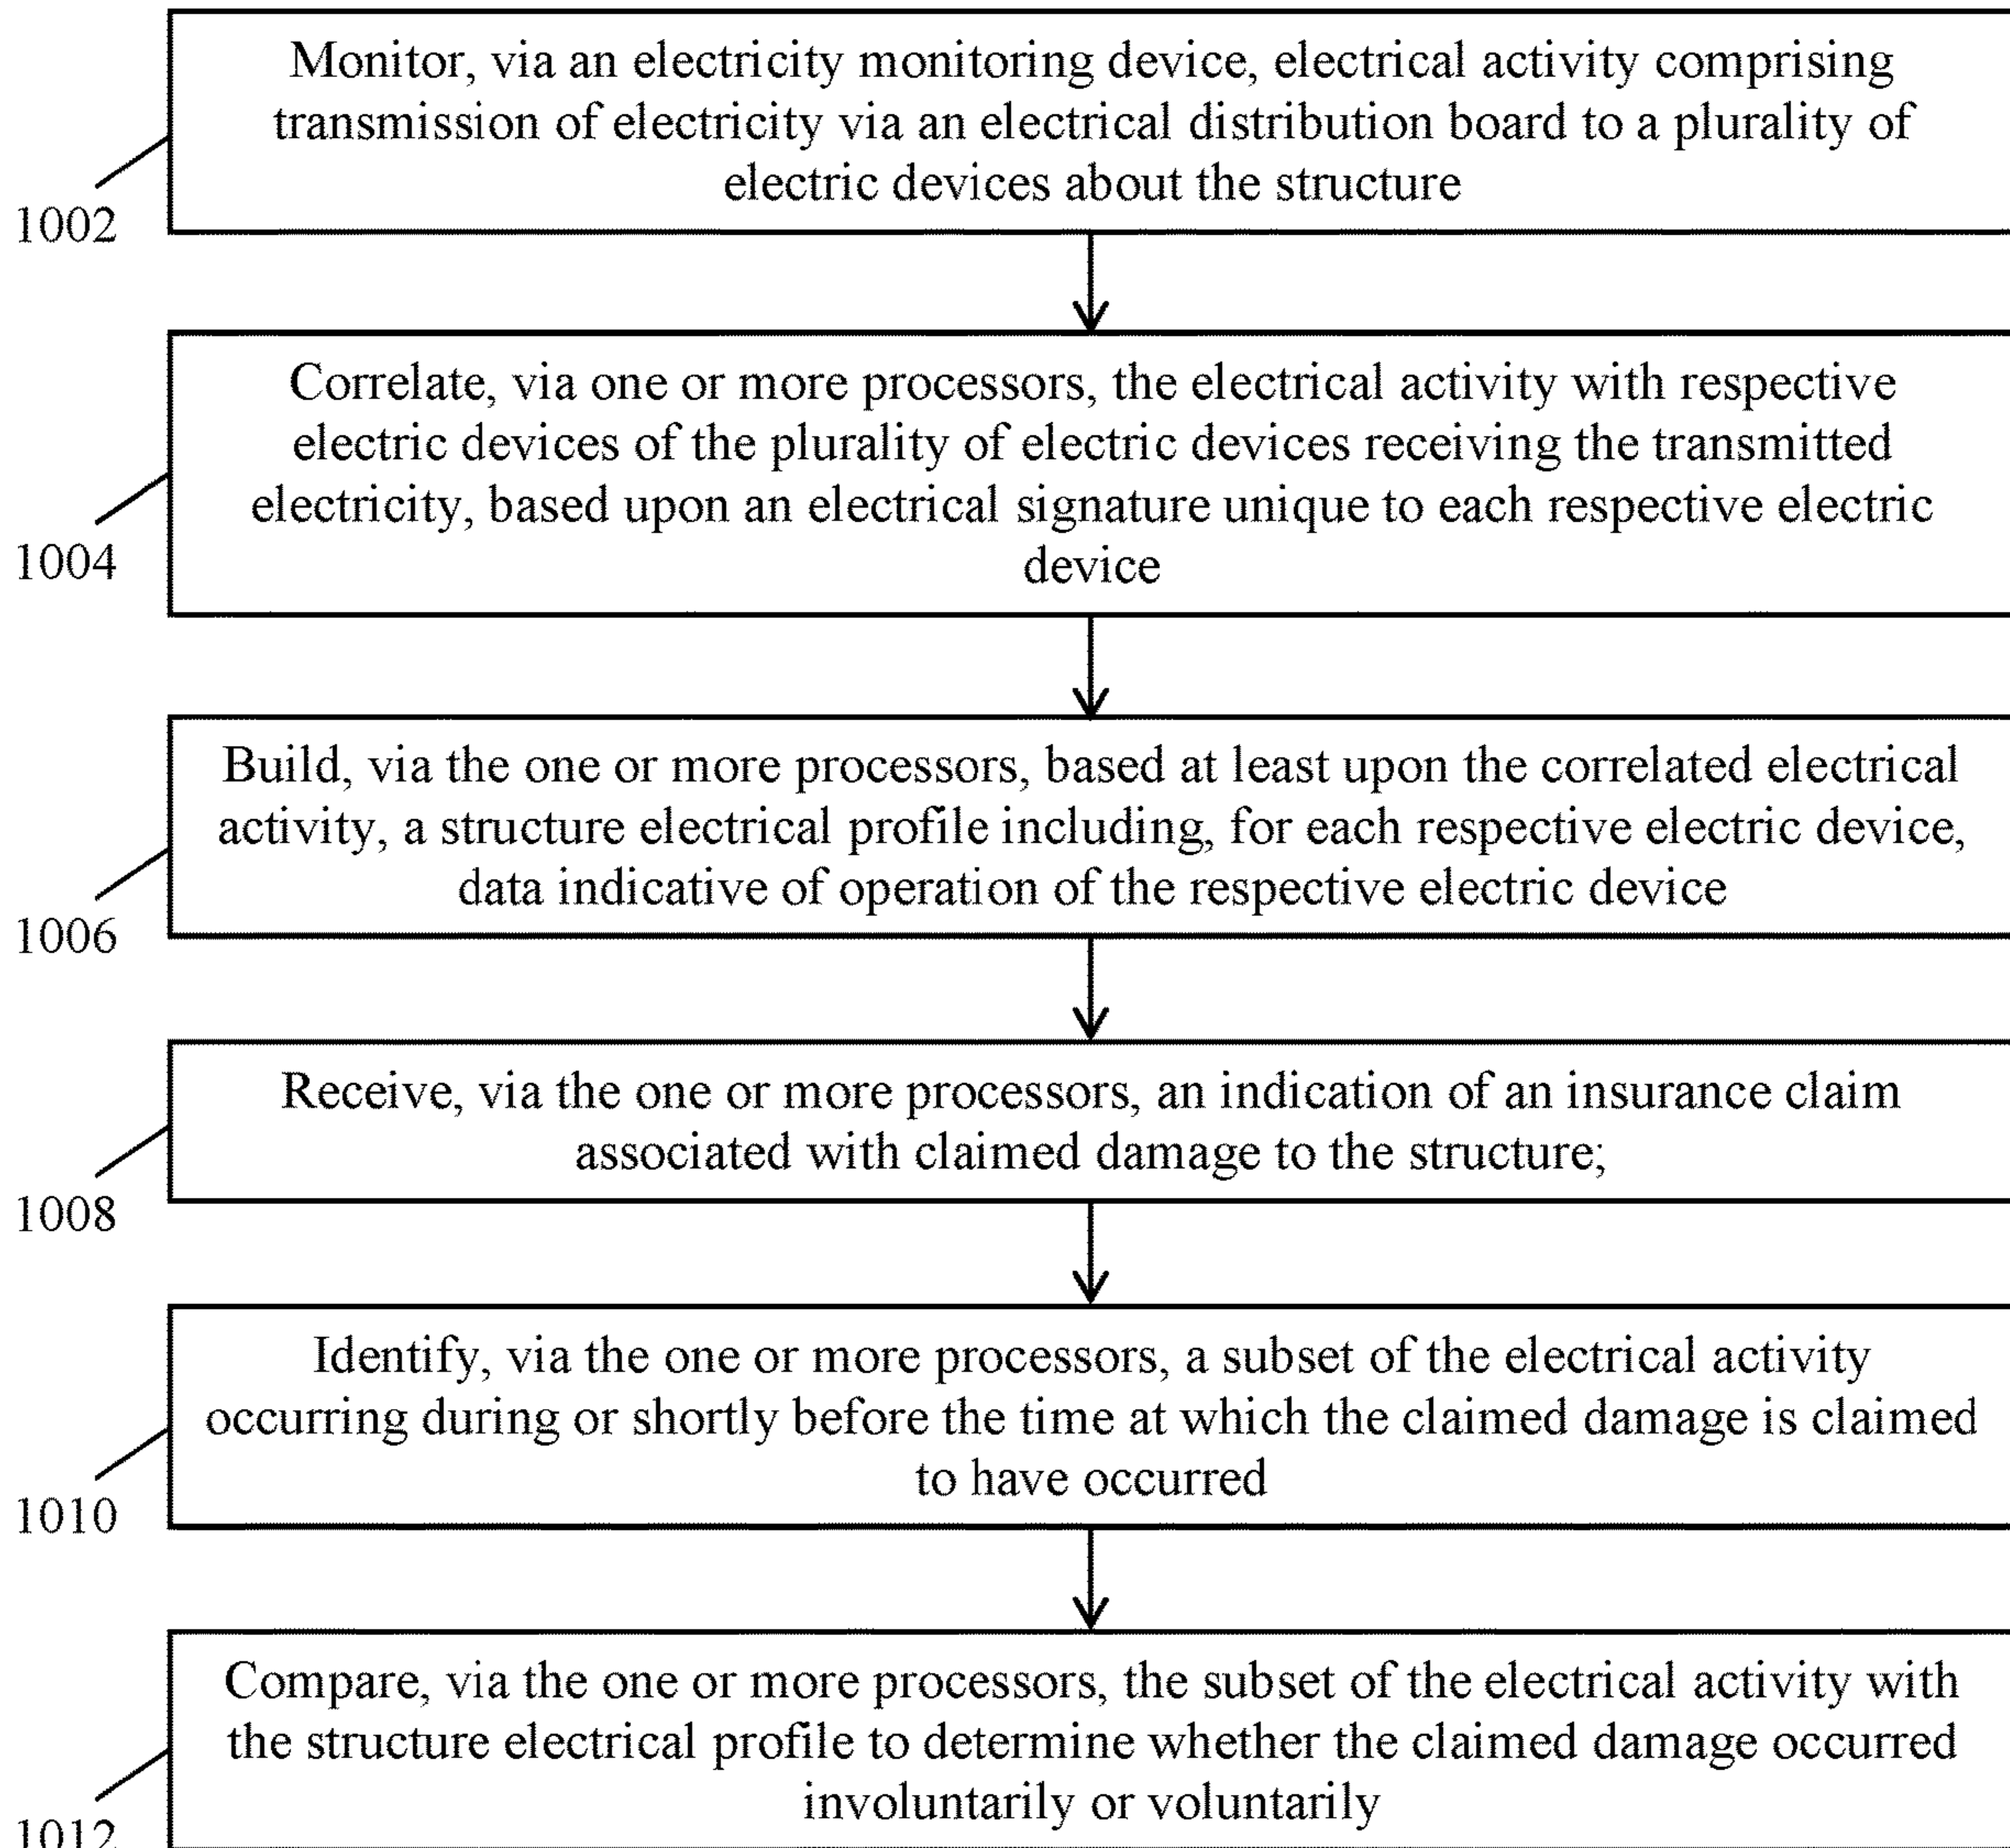 Monitor, via an electricity monitoring device, electrical activity comprising
transmission of electricity via an electrical distribution board to a plurality of
electric devices about the structure
1002
Correlate, via one or more processors, the electrical activity with respective
electric devices of the plurality of electric devices receiving the transmitted
electricity, based upon an electrical signature unique to each respective electric
device
1004
Build, via the one or more processors, based at least upon the correlated electrical
activity, a structure electrical profile including, for each respective electric device,
data indicative of operation of the respective electric device
1006
Receive, via the one or more processors, an indication of an insurance claim
associated with claimed damage to the structure;
1008
Identify, via the one or more processors, a subset of the electrical activity
occurring during or shortly before the time at which the claimed damage is claimed
to have occurred
1010
Compare, via the one or more processors, the subset of the electrical activity with
the structure electrical profile to determine whether the claimed damage occurred
involuntarily or voluntarily
1012